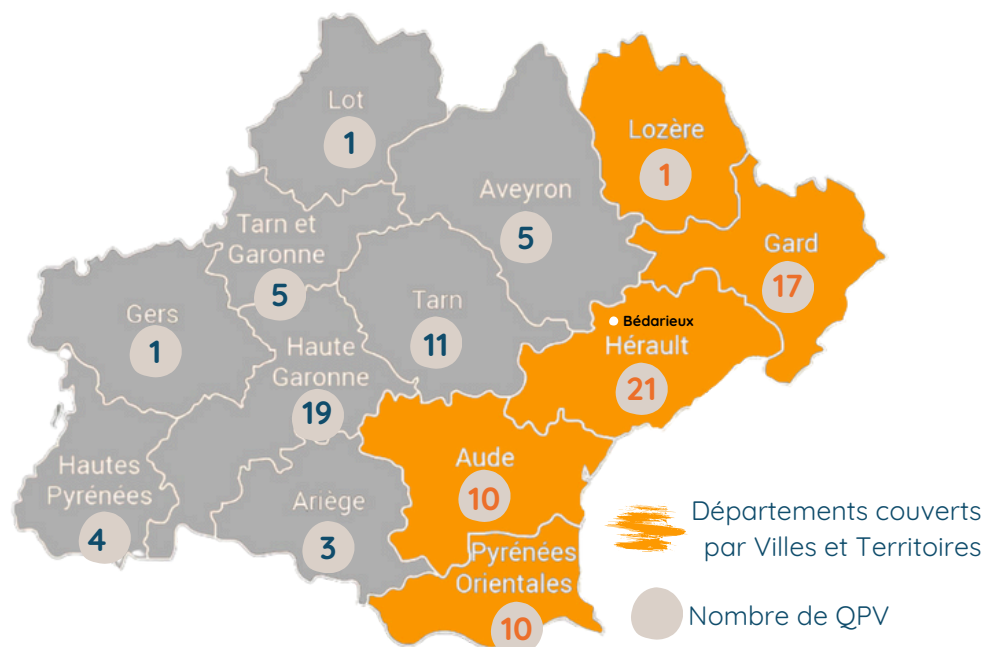 Lot
1
Lozère
1
Aveyron
5
Tarn et
Garonne
5
Gard
17
Gers
1
Tarn
11
Bédarieux
Hérault
21
Haute
Garonne
19
Hautes
Pyrénées
4
Ariège
3
Aude
10
Pyrénées
Orientales
10
Départements couverts
par Villes et Territoires
Nombre de QPV